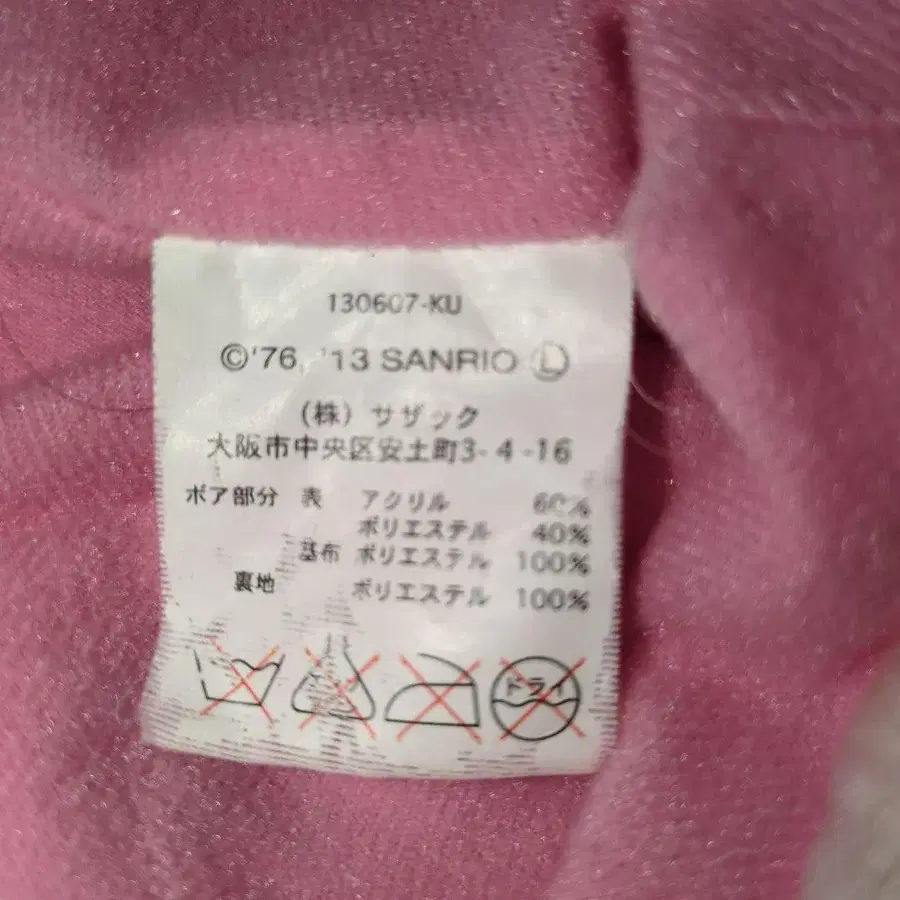 130607-KU
©'76, '13 SANRIO Ⓛ
(株) サザック
大阪市中央区安土町3-4-16
ボア部分 表 アクリル 60%
ポリエステル 40%
基布 ポリエステル 100%
裏地 ポリエステル 100%
ドライ